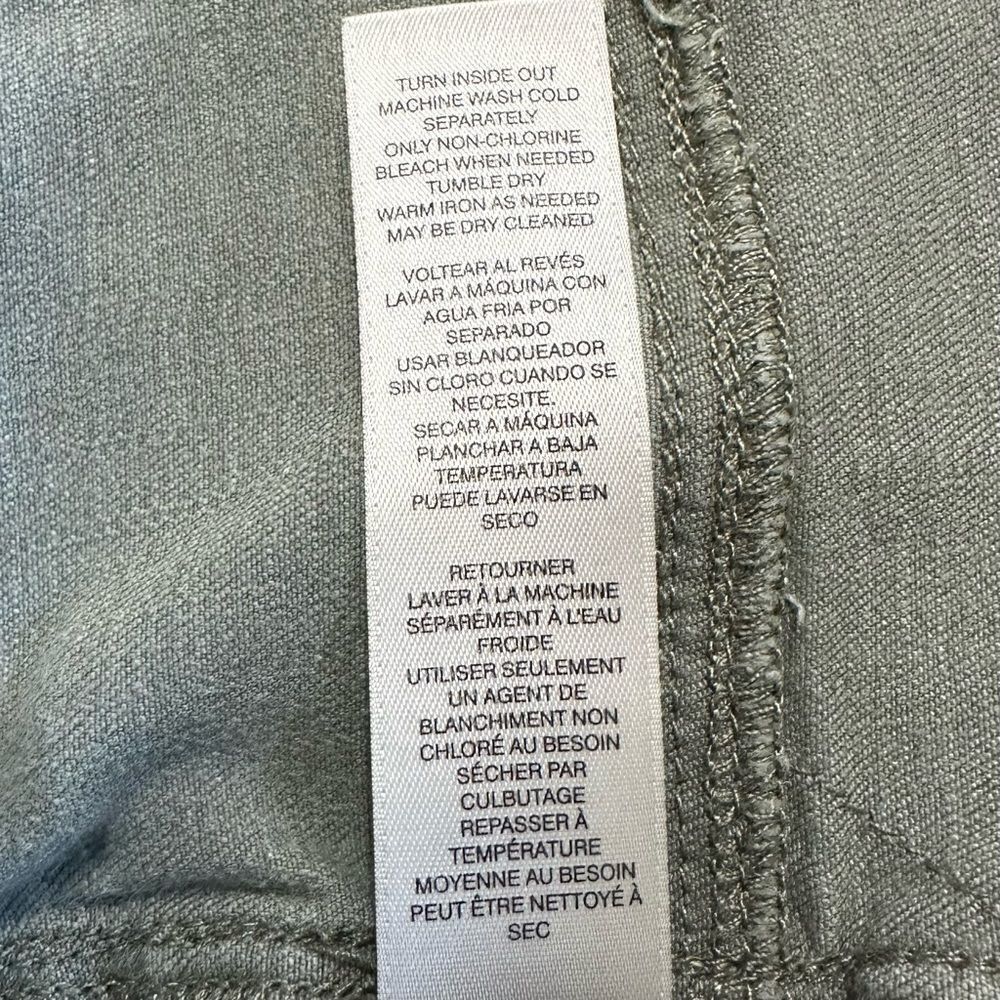 TURN INSIDE OUT
MACHINE WASH COLD
SEPARATELY
ONLY NON-CHLORINE
BLEACH WHEN NEEDED
TUMBLE DRY
WARM IRON AS NEEDED
MAY BE DRY CLEANED
VOLTEAR AL REVÉS
LAVAR A MÁQUINA CON
AGUA FRIA POR
SEPARADO
USAR BLANQUEADOR
SIN CLORO CUANDO SE
NECESITE.
SECAR A MÁQUINA
PLANCHAR A BAJA
TEMPERATURA
PUEDE LAVARSE EN
SECO
RETOURNER
LAVER À LA MACHINE
SÉPARÉMENT À L'EAU
FROIDE
UTILISER SEULEMENT
UN AGENT DE
BLANCHIMENT NON
CHLORÉ AU BESOIN
SÉCHER PAR
CULBUTAGE
REPASSER À
TEMPÉRATURE
MOYENNE AU BESOIN
PEUT ÊTRE NETTOYÉ À
SEC